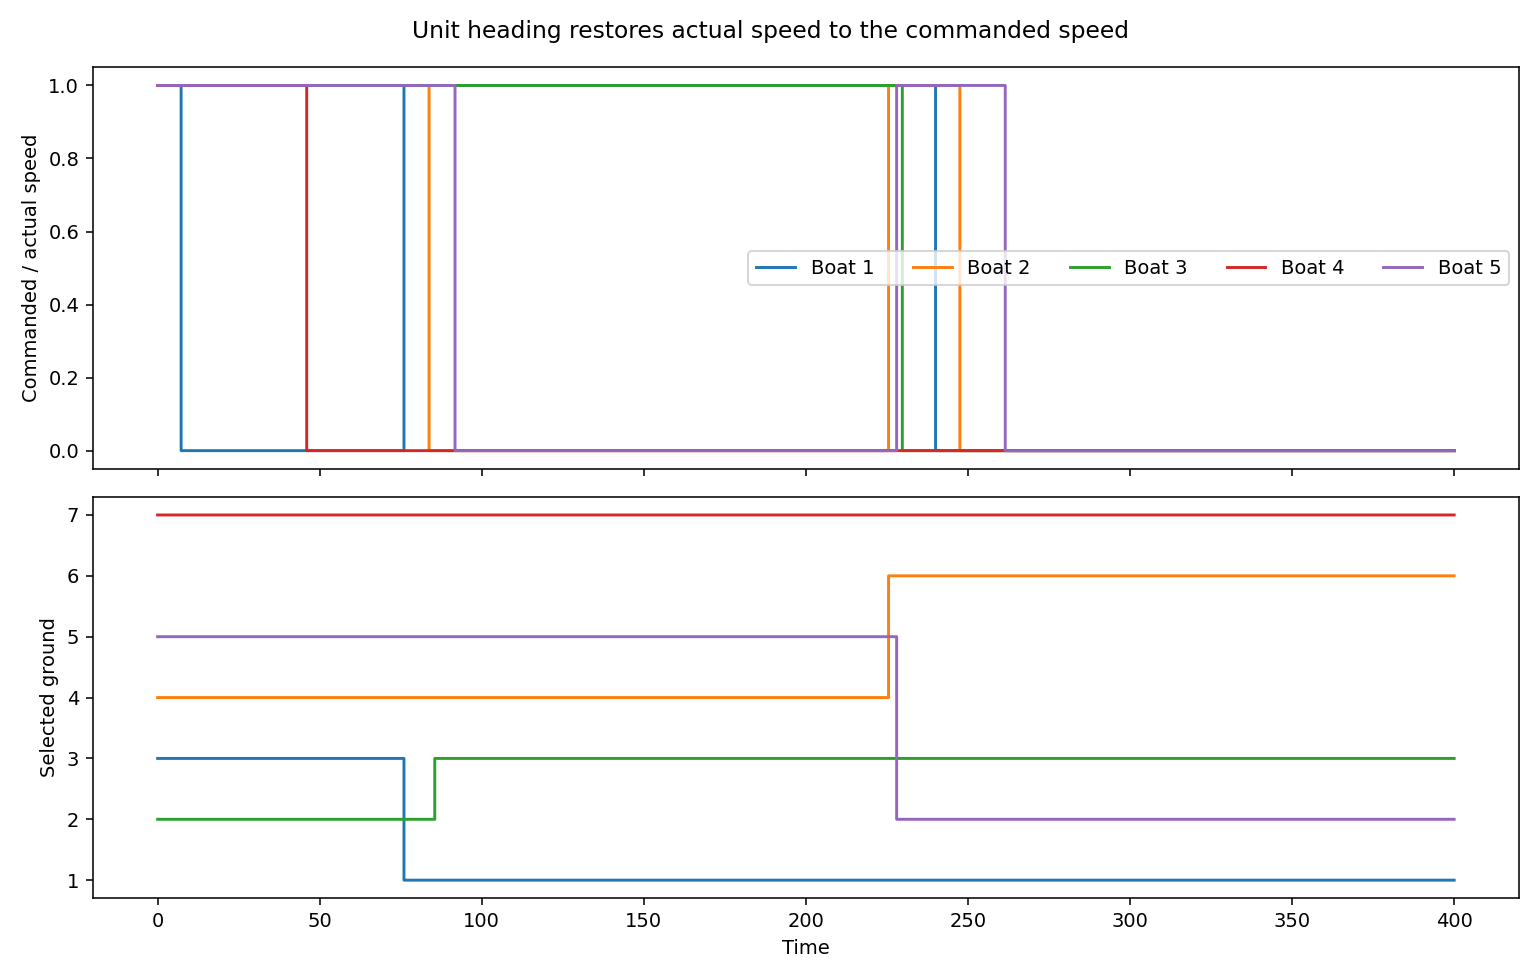 Unit heading restores actual speed to the commanded speed
Commanded / actual speed
1.0
0.8
0.6
0.4
0.2
0.0
Boat 1 Boat 2 Boat 3 Boat 4 Boat 5
Selected ground
7
6
5
4
3
2
1
0 50 100 150 200 250 300 350 400
Time